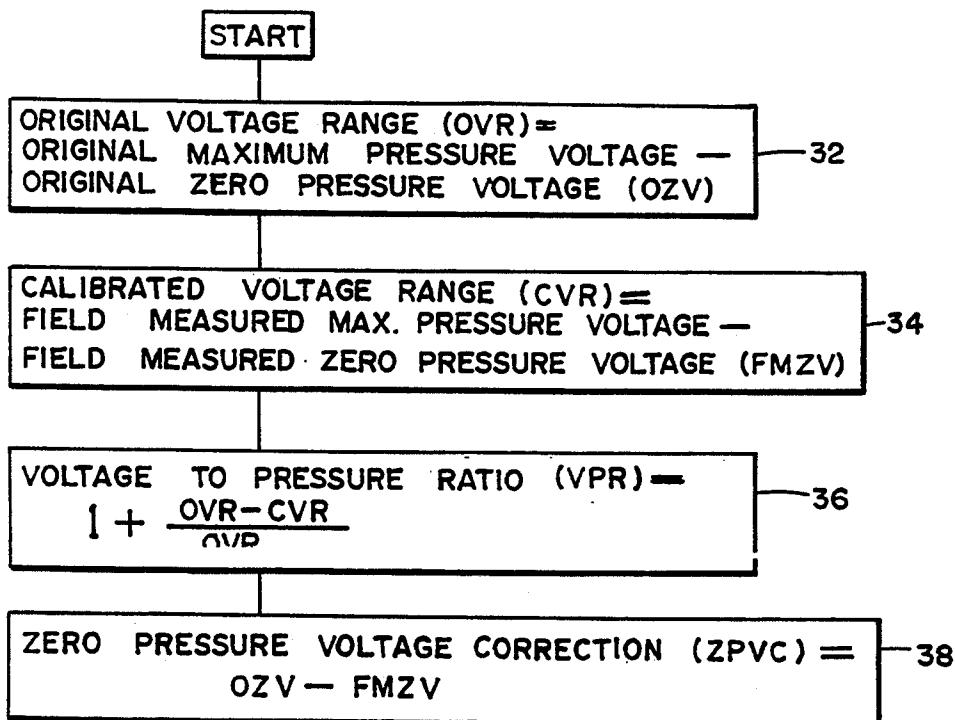 START
ORIGINAL VOLTAGE RANGE (OVR)=
ORIGINAL MAXIMUM PRESSURE VOLTAGE —
ORIGINAL ZERO PRESSURE VOLTAGE (OZV)
32
CALIBRATED VOLTAGE RANGE (CVR)=
FIELD MEASURED MAX. PRESSURE VOLTAGE —
FIELD MEASURED ZERO PRESSURE VOLTAGE (FMZV)
34
VOLTAGE TO PRESSURE RATIO (VPR)=
1 + OVR-CVR
OVR
36
ZERO PRESSURE VOLTAGE CORRECTION (ZPVC) =
OZV — FMZV
38